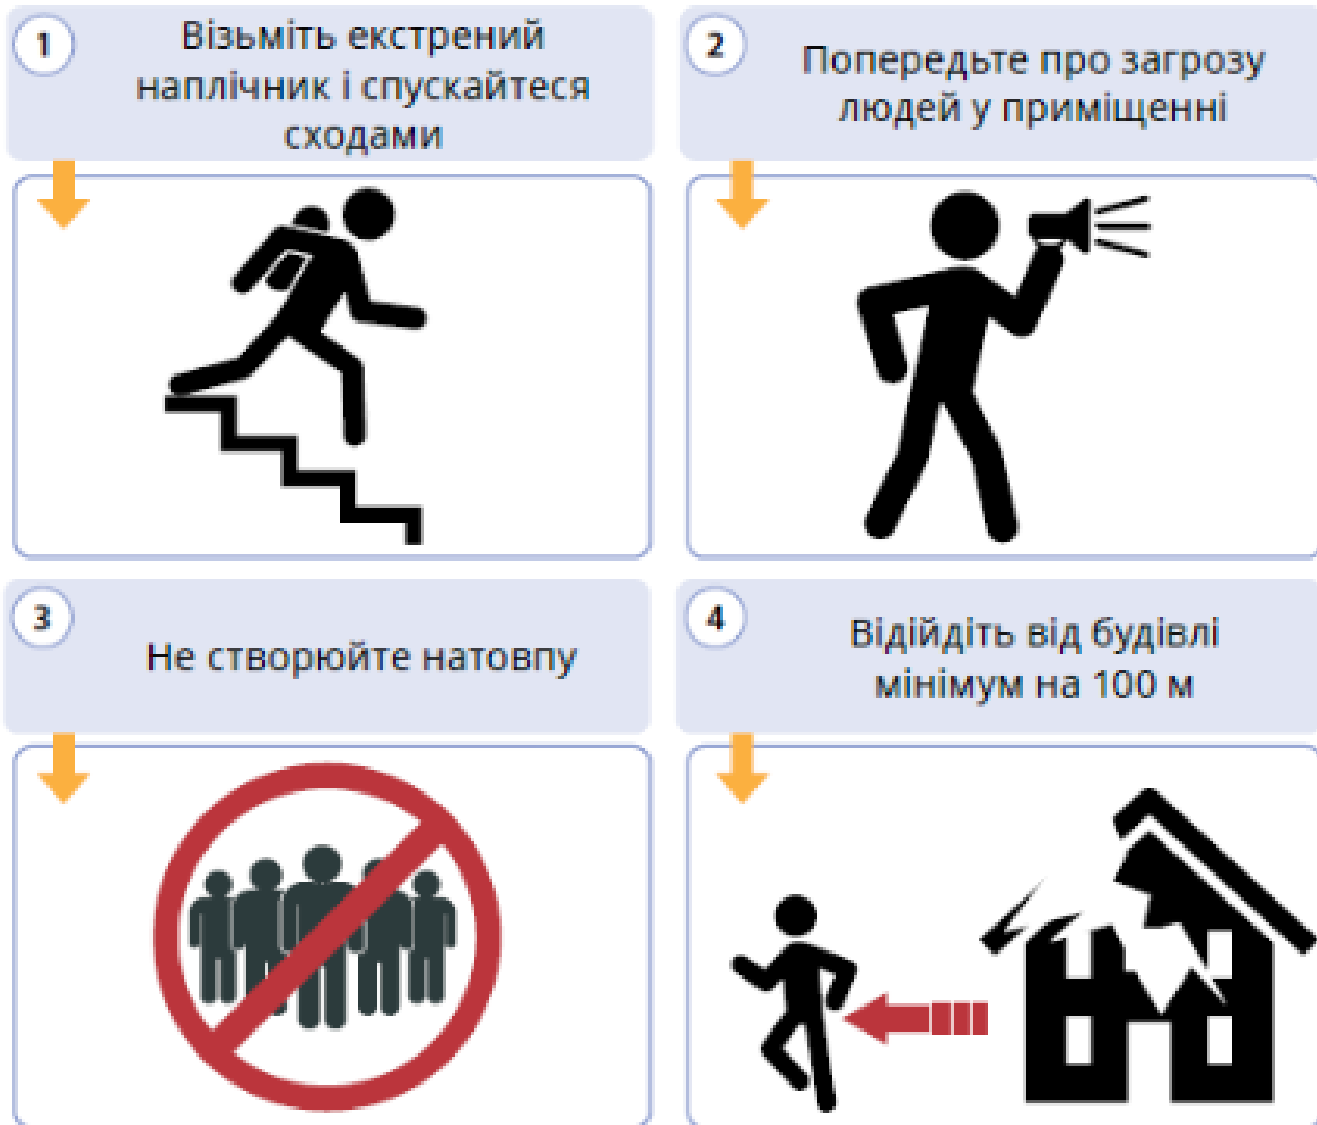 1
Візьміть екстрений
наплічник і спускайтеся
сходами
2
Попередьте про загрозу
людей у приміщенні
3
Не створюйте натовпу
4
Відійдіть від будівлі
мінімум на 100 м